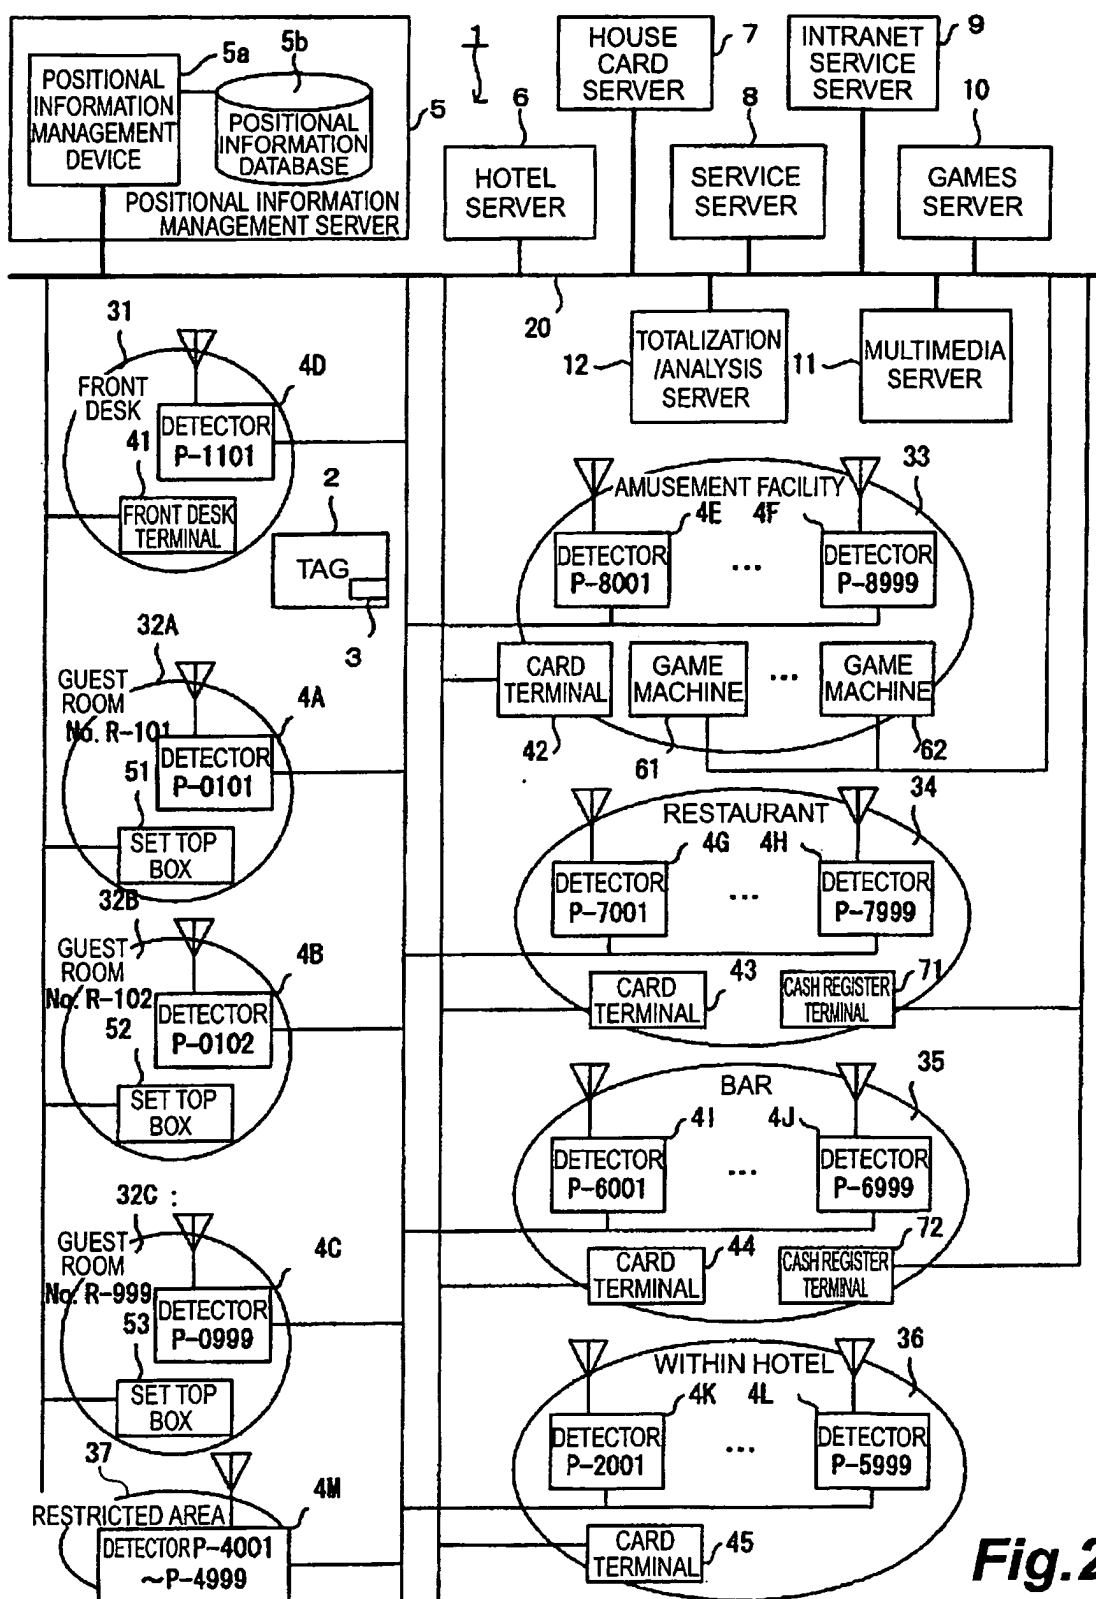 5a
5b
POSITIONAL
INFORMATION
MANAGEMENT
DEVICE
POSITIONAL
INFORMATION
DATABASE
5
POSITIONAL INFORMATION
MANAGEMENT SERVER
1
HOUSE
CARD
SERVER
7
INTRANET
SERVICE
SERVER
9
6
HOTEL
SERVER
8
SERVICE
SERVER
10
GAMES
SERVER
20
12
TOTALIZATION
/ANALYSIS
SERVER
11
MULTIMEDIA
SERVER
31
FRONT
DESK
4D
DETECTOR
P-1101
41
FRONT DESK
TERMINAL
2
TAG
3
32A
GUEST
ROOM
No. R-101
4A
DETECTOR
P-0101
51
SET TOP
BOX
32B
GUEST
ROOM
No. R-102
4B
DETECTOR
P-0102
52
SET TOP
BOX
32C :
GUEST
ROOM
No. R-999
4C
DETECTOR
P-0999
53
SET TOP
BOX
37
RESTRICTED AREA
4M
DETECTOR P-4001
~P-4999
33
AMUSEMENT FACILITY
4E
4F
DETECTOR
P-8001
...
DETECTOR
P-8999
CARD
TERMINAL
42
GAME
MACHINE
61
...
GAME
MACHINE
62
34
RESTAURANT
4G
4H
DETECTOR
P-7001
...
DETECTOR
P-7999
CARD
TERMINAL
43
CASH REGISTER
TERMINAL
71
BAR
35
4I
4J
DETECTOR
P-6001
...
DETECTOR
P-6999
CARD
TERMINAL
44
CASH REGISTER
TERMINAL
72
WITHIN HOTEL
36
4K
4L
DETECTOR
P-2001
...
DETECTOR
P-5999
CARD
TERMINAL
45
Fig.2